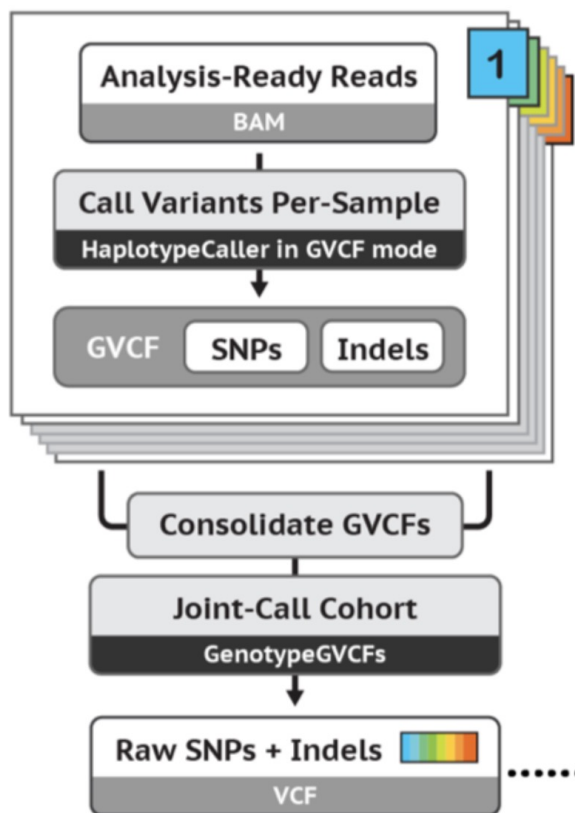 1
Analysis-Ready Reads
BAM
Call Variants Per-Sample
HaplotypeCaller in GVCF mode
GVCF SNPs Indels
Consolidate GVCFs
Joint-Call Cohort
GenotypeGVCFs
Raw SNPs + Indels
VCF